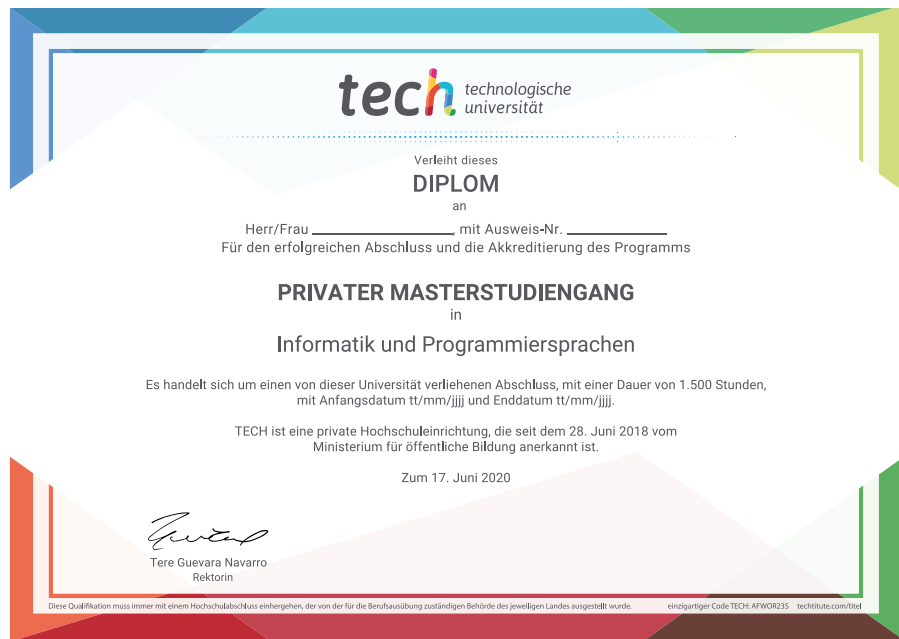 tech technologische
universität
Verleiht dieses
DIPLOM
an
Herr/Frau ____________________, mit Ausweis-Nr. ______________
Für den erfolgreichen Abschluss und die Akkreditierung des Programms
PRIVATER MASTERSTUDIENGANG
in
Informatik und Programmiersprachen
Es handelt sich um einen von dieser Universität verliehenen Abschluss, mit einer Dauer von 1.500 Stunden,
mit Anfangsdatum tt/mm/jjjj und Enddatum tt/mm/jjjj.
TECH ist eine private Hochschuleinrichtung, die seit dem 28. Juni 2018 vom
Ministerium für öffentliche Bildung anerkannt ist.
Zum 17. Juni 2020
Tere Guevara Navarro
Rektorin
Diese Qualifikation muss immer mit einem Hochschulabschluss einhergehen, der von der für die Berufsausübung zuständigen Behörde des jeweiligen Landes ausgestellt wurde. einzigartiger Code TECH: AFWOR23S techtitute.com/titel